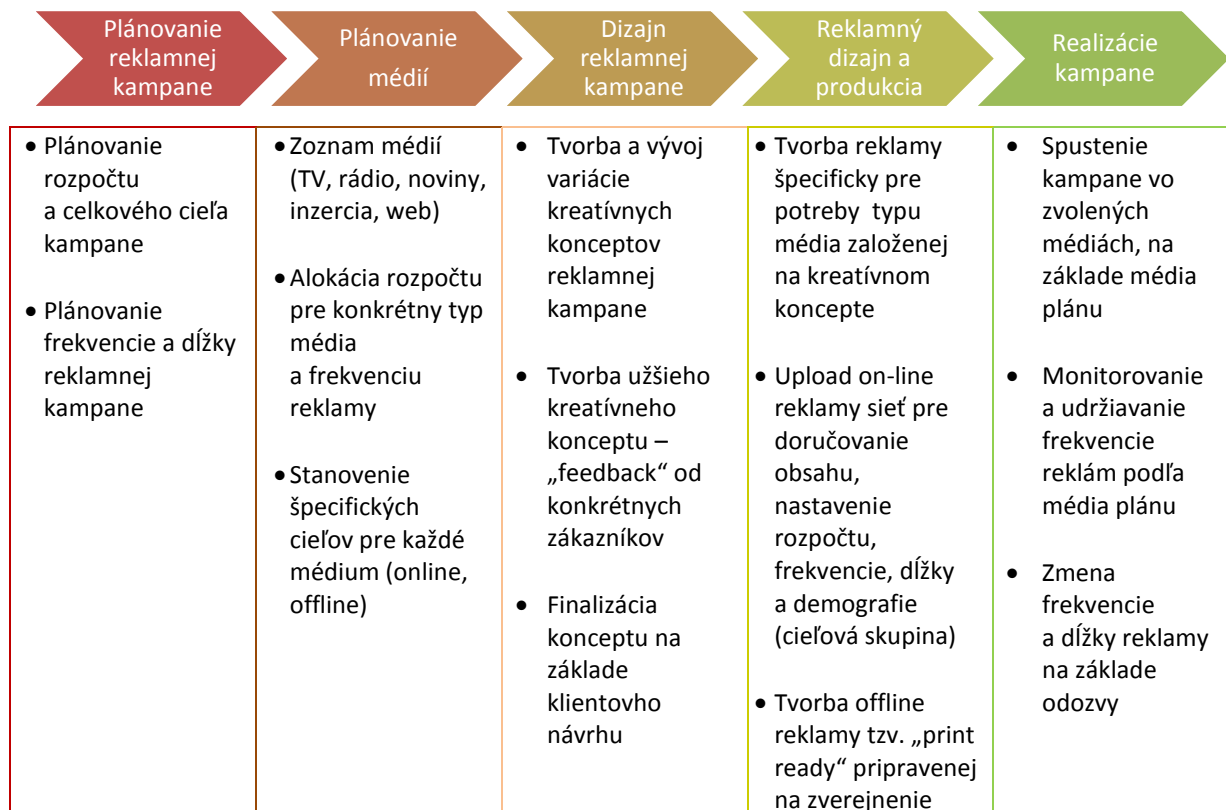 Plánovanie
reklamnej
kampane
Plánovanie
médií
Dizajn
reklamnej
kampane
Reklamný
dizajn a
produkcia
Realizácie
kampane
• Plánovanie
rozpočtu
a celkového cieľa
kampane
• Plánovanie
frekvencie a dĺžky
reklamnej
kampane
• Zoznam médií
(TV, rádio, noviny,
inzercia, web)
• Alokácia rozpočtu
pre konkrétny typ
média
a frekvenciu
reklamy
• Stanovenie
špecifických
cieľov pre každé
médium (online,
offline)
• Tvorba a vývoj
variácie
kreatívnych
konceptov
reklamnej
kampane
• Tvorba užšieho
kreatívneho
konceptu –
„feedback“ od
konkrétnych
zákazníkov
• Finalizácia
konceptu na
základe
klientovho
návrhu
• Tvorba reklamy
špecificky pre
potreby typu
média založenej
na kreatívnom
koncepte
• Upload on-line
reklamy sieť pre
doručovanie
obsahu,
nastavenie
rozpočtu,
frekvencie, dĺžky
a demografie
(cieľová skupina)
• Tvorba offline
reklamy tzv. „print
ready“ pripravenej
na zverejnenie
• Spustenie
kampane vo
zvolených
médiách, na
základe média
plánu
• Monitorovanie
a udržiavanie
frekvencie
reklám podľa
média plánu
• Zmena
frekvencie
a dĺžky reklamy
na základe
odozvy